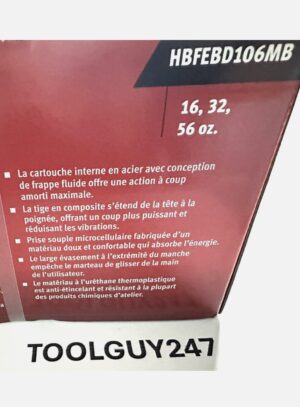 HBFEBD106MB
16, 32,
56 oz.
■ La cartouche interne en acier avec conception
de frappe fluide offre une action à coup
amorti maximale.
■ La tige en composite s'étend de la tête à la
poignée, offrant un coup plus puissant et
réduisant les vibrations.
■ Prise souple microcellulaire fabriquée d'un
matériau doux et confortable qui absorbe l'énergie.
■ Le large évasement à l'extrémité du manche
empêche le marteau de glisser de la main
de l'utilisateur.
■ Le matériau à l'uréthane thermoplastique
est anti-étincelant et résistant à la plupart
des produits chimiques d'atelier.
TOOLGUY247